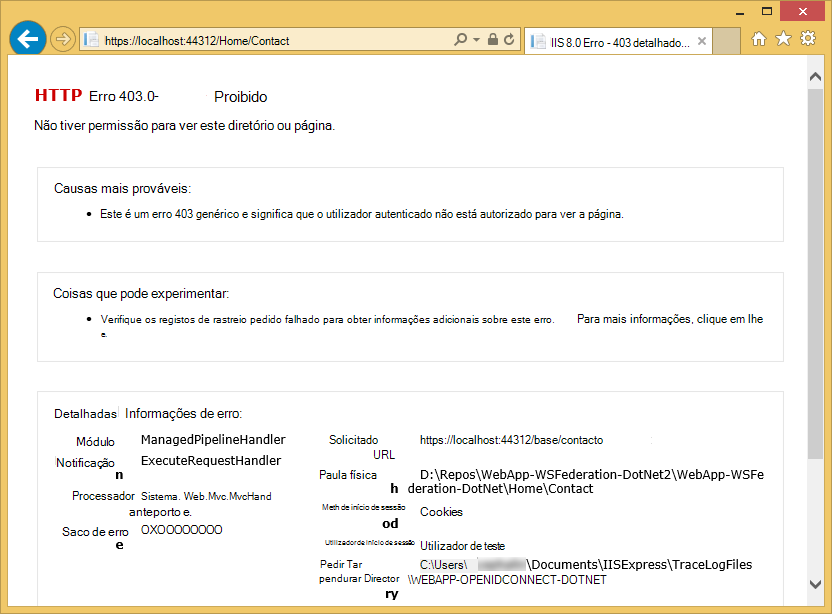 https://localhost:44312/Home/Contact
IIS 8.0 Erro - 403 detalhado...
HTTP Erro 403.0- Proibido
Não tiver permissão para ver este diretório ou página.
Causas mais prováveis:
• Este é um erro 403 genérico e significa que o utilizador autenticado não está autorizado para ver a página.
Coisas que pode experimentar:
• Verifique os registos de rastreio pedido falhado para obter informações adicionais sobre este erro. Para mais informações, clique em lhe
e.
Detalhadas Informações de erro:
Módulo ManagedPipelineHandler
Notificação ExecuteRequestHandler
n
Processador Sistema. Web.Mvc.MvcHand
anteporto e.
Saco de erro 0X00000000
e
Solicitado https://localhost:44312/base/contacto
URL
Paula física D:\Repos\WebApp-WSFederation-DotNet2\WebApp-WSFe
h deration-DotNet\Home\Contact
Meth de início de sessão Cookies
od
Utilizador de início de sessão Utilizador de teste
Pedir Tar C:\Users\ \Documents\IISExpress\TraceLogFiles
pendurar Director \WEBAPP-OPENIDCONNECT-DOTNET
ry